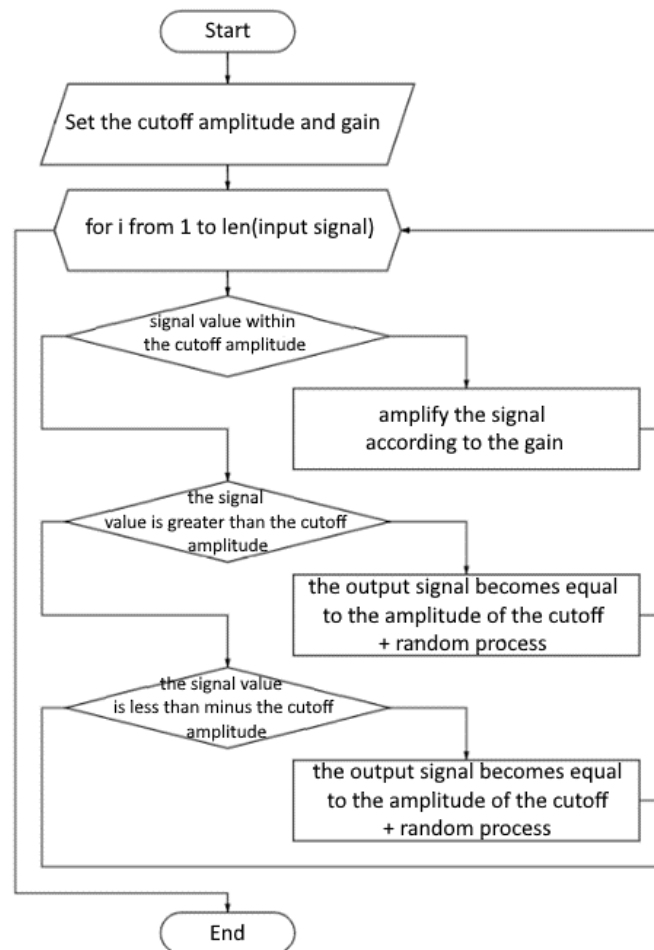 Start
Set the cutoff amplitude and gain
for i from 1 to len(input signal)
signal value within
the cutoff amplitude
amplify the signal
according to the gain
the signal
value is greater than the cutoff
amplitude
the output signal becomes equal
to the amplitude of the cutoff
+ random process
the signal value
is less than minus the cutoff
amplitude
the output signal becomes equal
to the amplitude of the cutoff
+ random process
End